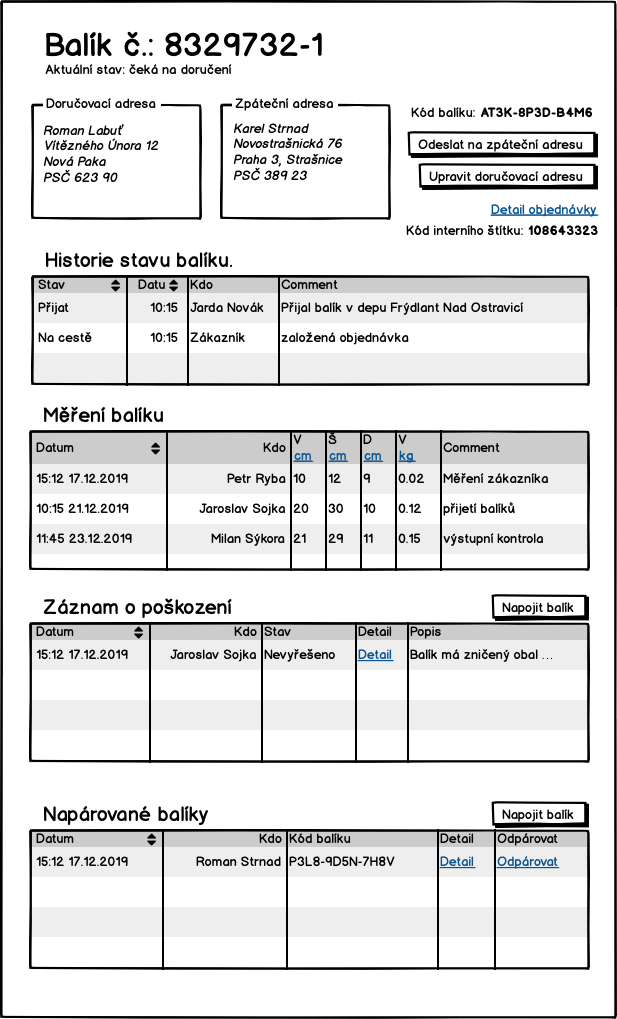 Balík č.: 8329732-1
Aktuální stav: čeká na doručení
Doručovací adresa
Roman Labuť
Vítězného Února 12
Nová Paka
PSČ 623 90
Zpáteční adresa
Karel Strnad
Novostrašnická 76
Praha 3, Strašnice
PSČ 389 23
Kód balíku: AT3K-8P3D-B4M6
Odeslat na zpáteční adresu
Upravit doručovací adresu
Detail objednávky
Kód interního štítku: 108643323
Historie stavu balíku.
Stav Datu Kdo Comment
Přijat 10:15 Jarda Novák Přijal balík v depu Frýdlant Nad Ostravicí
Na cestě 10:15 Zákazník založená objednávka
Měření balíku
Datum Kdo V cm Š cm D cm V kg Comment
15:12 17.12.2019 Petr Ryba 10 12 9 0.02 Měření zákazníka
10:15 21.12.2019 Jaroslav Sojka 20 30 10 0.12 přijetí balíků
11:45 23.12.2019 Milan Sýkora 21 29 11 0.15 výstupní kontrola
Záznam o poškození
Napojit balík
Datum Kdo Stav Detail Popis
15:12 17.12.2019 Jaroslav Sojka Nevyřešeno Detail Balík má zničený obal ...
Napárované balíky
Napojit balík
Datum Kdo Kód balíku Detail Odpárovat
15:12 17.12.2019 Roman Strnad P3L8-9D5N-7H8V Detail Odpárovat